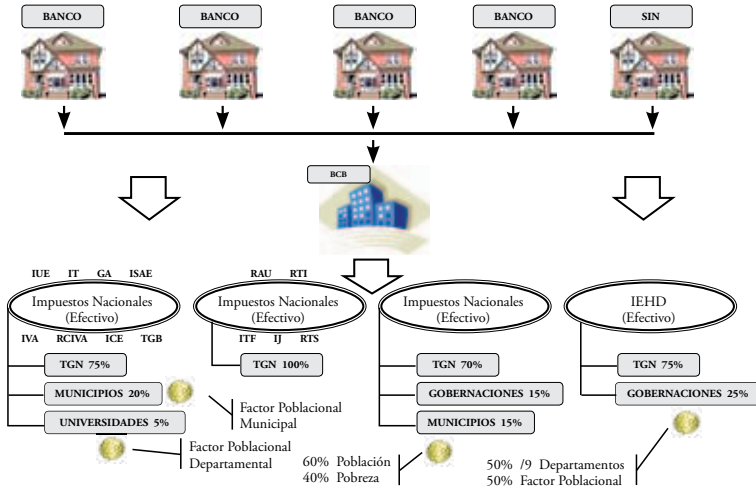 BANCO
BANCO
BANCO
BANCO
SIN
BCB
IUE IT GA ISAE
Impuestos Nacionales
(Efectivo)
IVA RCIVA ICE TGB
TGN 75%
MUNICIPIOS 20%
UNIVERSIDADES 5%
Factor Poblacional
Departamental
RAU RTI
Impuestos Nacionales
(Efectivo)
ITF IJ RTS
TGN 100%
Factor Poblacional
Municipal
Impuestos Nacionales
(Efectivo)
TGN 70%
GOBERNACIONES 15%
MUNICIPIOS 15%
60% Población
40% Pobreza
IEHD
(Efectivo)
TGN 75%
GOBERNACIONES 25%
50% /9 Departamentos
50% Factor Poblacional